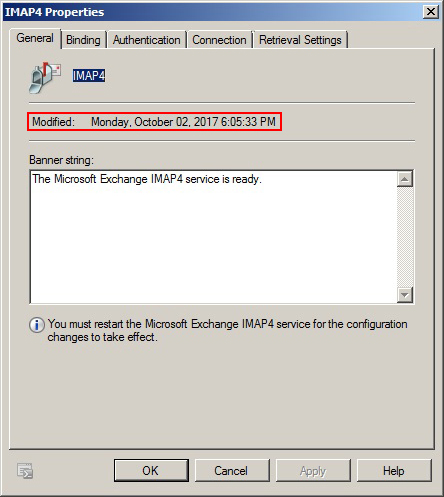 IMAP4 Properties
General Binding Authentication Connection Retrieval Settings
IMAP4
Modified: Monday, October 02, 2017 6:05:33 PM
Banner string:
The Microsoft Exchange IMAP4 service is ready.
You must restart the Microsoft Exchange IMAP4 service for the configuration
changes to take effect.
OK Cancel Apply Help